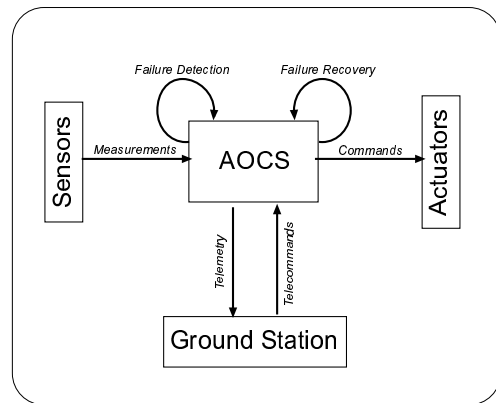 Failure Detection
Failure Recovery
Sensors
Measurements
AOCS
Commands
Actuators
Telemetry
Telecommands
Ground Station